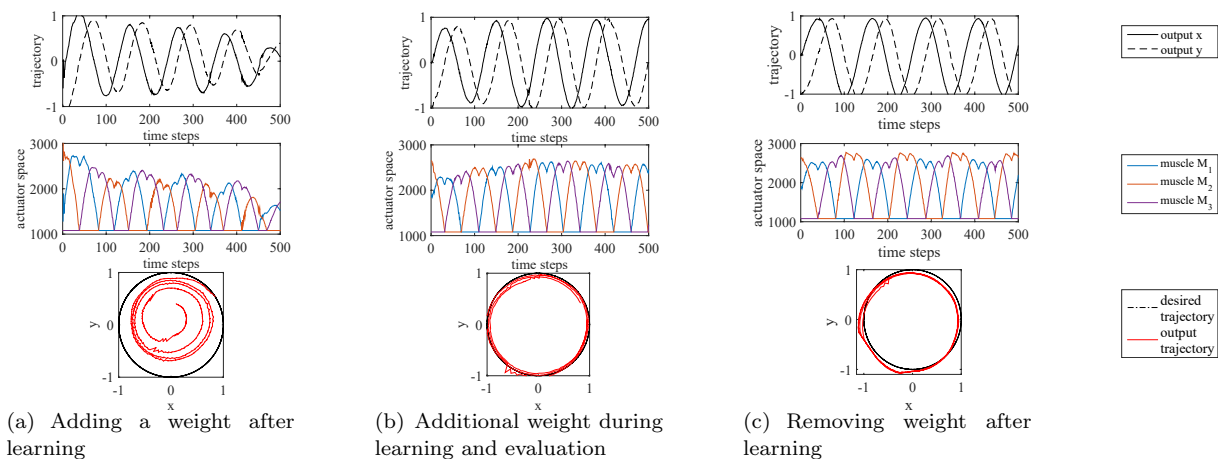 1
0
-1
trajectory
0 100 200 300 400 500
time steps
3000
2000
1000
actuator space
0 100 200 300 400 500
time steps
1
0
-1
y
-1 0 1
x
(a) Adding a weight after
learning
1
0
-1
trajectory
0 100 200 300 400 500
time steps
3000
2000
1000
actuator space
0 100 200 300 400 500
time steps
1
0
-1
y
-1 0 1
x
(b) Additional weight during
learning and evaluation
1
0
-1
trajectory
0 100 200 300 400 500
time steps
3000
2000
1000
actuator space
0 100 200 300 400 500
time steps
1
0
-1
y
-1 0 1
x
(c) Removing weight after
learning
output x
output y
muscle M1
muscle M2
muscle M3
desired
trajectory
output
trajectory